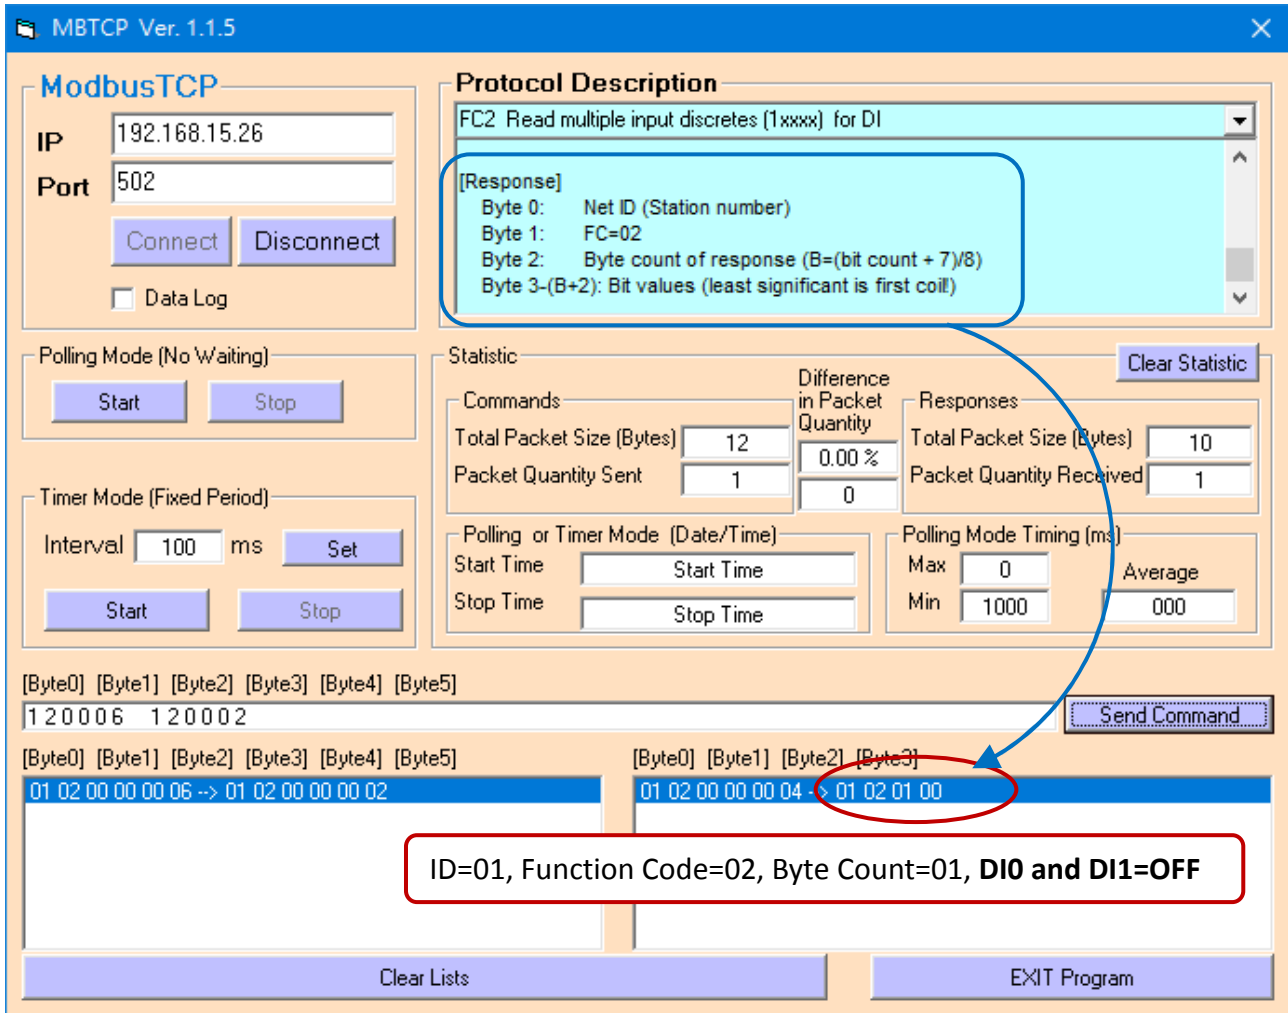 MBTCP Ver. 1.1.5
ModbusTCP
IP 192.168.15.26
Port 502
Connect Disconnect
Data Log
Protocol Description
FC2 Read multiple input discretes (1xxxx) for DI
[Response]
Byte 0: Net ID (Station number)
Byte 1: FC=02
Byte 2: Byte count of response (B=(bit count + 7)/8)
Byte 3-(B+2): Bit values (least significant is first coil!)
Polling Mode (No Waiting)
Start Stop
Timer Mode (Fixed Period)
Interval 100 ms Set
Start Stop
Statistic
Clear Statistic
Commands
Total Packet Size (Bytes) 12
Packet Quantity Sent 1
Difference
in Packet
Quantity
0.00 %
0
Responses
Total Packet Size (Bytes) 10
Packet Quantity Received 1
Polling or Timer Mode (Date/Time)
Start Time Start Time
Stop Time Stop Time
Polling Mode Timing (ms)
Max 0
Min 1000
Average
000
[Byte0] [Byte1] [Byte2] [Byte3] [Byte4] [Byte5]
1 2 0 0 0 6 1 2 0 0 0 2
Send Command
[Byte0] [Byte1] [Byte2] [Byte3] [Byte4] [Byte5]
01 02 00 00 00 06 --> 01 02 00 00 00 02
[Byte0] [Byte1] [Byte2] [Byte3]
01 02 00 00 00 04 --> 01 02 01 00
ID=01, Function Code=02, Byte Count=01, DI0 and DI1=OFF
Clear Lists
EXIT Program